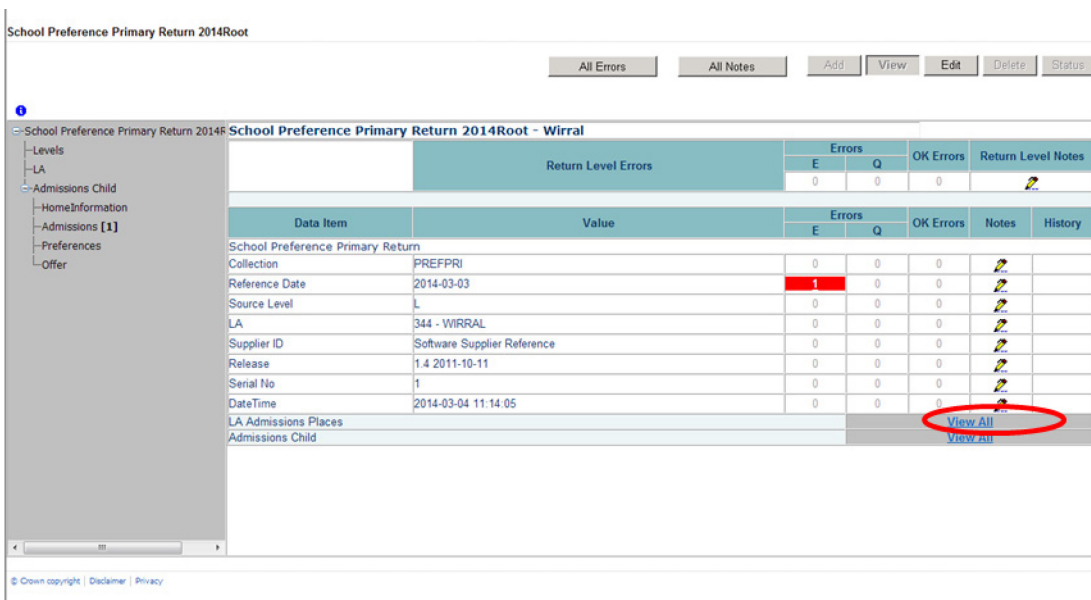 School Preference Primary Return 2014Root
All Errors All Notes Add View Edit Delete Status
School Preference Primary Return 2014R
Levels
LA
Admissions Child
HomeInformation
Admissions [1]
Preferences
Offer
School Preference Primary Return 2014Root - Wirral
Return Level Errors Errors OK Errors Return Level Notes
E Q
0 0 0
Data Item Value Errors OK Errors Notes History
E Q
School Preference Primary Return
Collection PREFPRI 0 0 0
Reference Date 2014-03-03 1 0 0
Source Level L 0 0 0
LA 344 - WIRRAL 0 0 0
Supplier ID Software Supplier Reference 0 0 0
Release 1.4 2011-10-11 0 0 0
Serial No 1 0 0 0
DateTime 2014-03-04 11:14:05 0 0 0
LA Admissions Places View All
Admissions Child View All
© Crown copyright | Disclaimer | Privacy